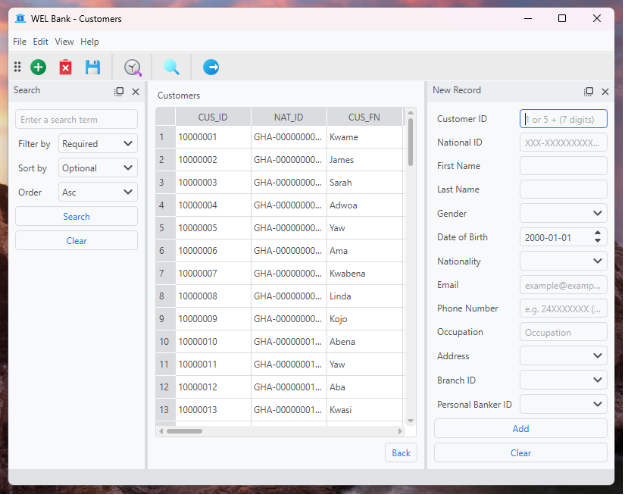 WEL Bank - Customers
File Edit View Help
Search
Enter a search term
Filter by Required
Sort by Optional
Order Asc
Search
Clear
Customers
CUS_ID NAT_ID CUS_FN
1 10000001 GHA-00000000... Kwame
2 10000002 GHA-00000000... James
3 10000003 GHA-00000000... Sarah
4 10000004 GHA-00000000... Adwoa
5 10000005 GHA-00000000... Yaw
6 10000006 GHA-00000000... Ama
7 10000007 GHA-00000000... Kwabena
8 10000008 GHA-00000000... Linda
9 10000009 GHA-00000000... Kojo
10 10000010 GHA-00000001... Abena
11 10000011 GHA-00000001... Yaw
12 10000012 GHA-00000001... Aba
13 10000013 GHA-00000001... Kwasi
Back
New Record
Customer ID 1 or 5 + (7 digits)
National ID XXX-XXXXXXXXX...
First Name
Last Name
Gender
Date of Birth 2000-01-01
Nationality
Email example@examp...
Phone Number e.g. 24XXXXXXX (...
Occupation Occupation
Address
Branch ID
Personal Banker ID
Add
Clear